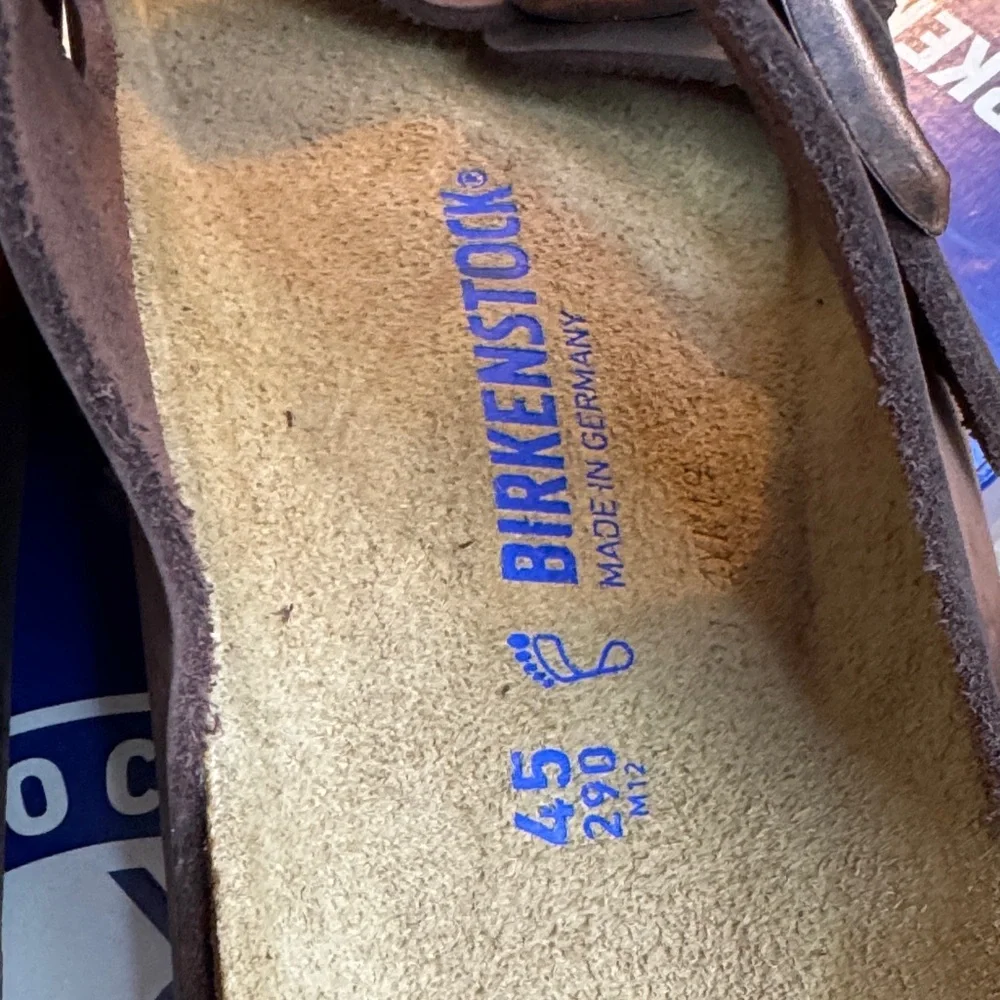 BIRKENSTOCK®
MADE IN GERMANY
45
290
M12
O C